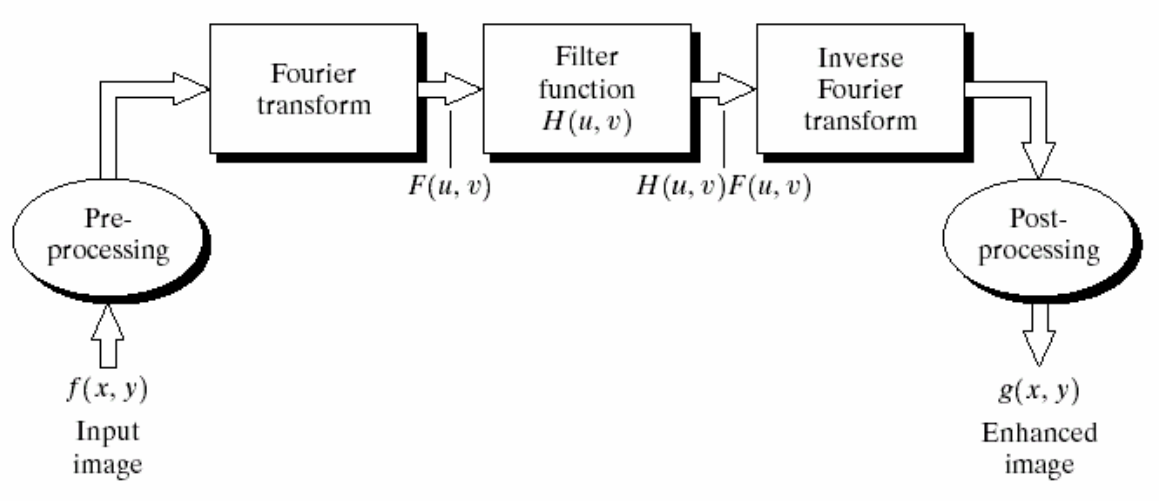 Fourier
transform
Filter
function
H(u, v)
Inverse
Fourier
transform
F(u, v)
H(u, v)F(u, v)
Pre-
processing
Post-
processing
f(x, y)
Input
image
g(x, y)
Enhanced
image